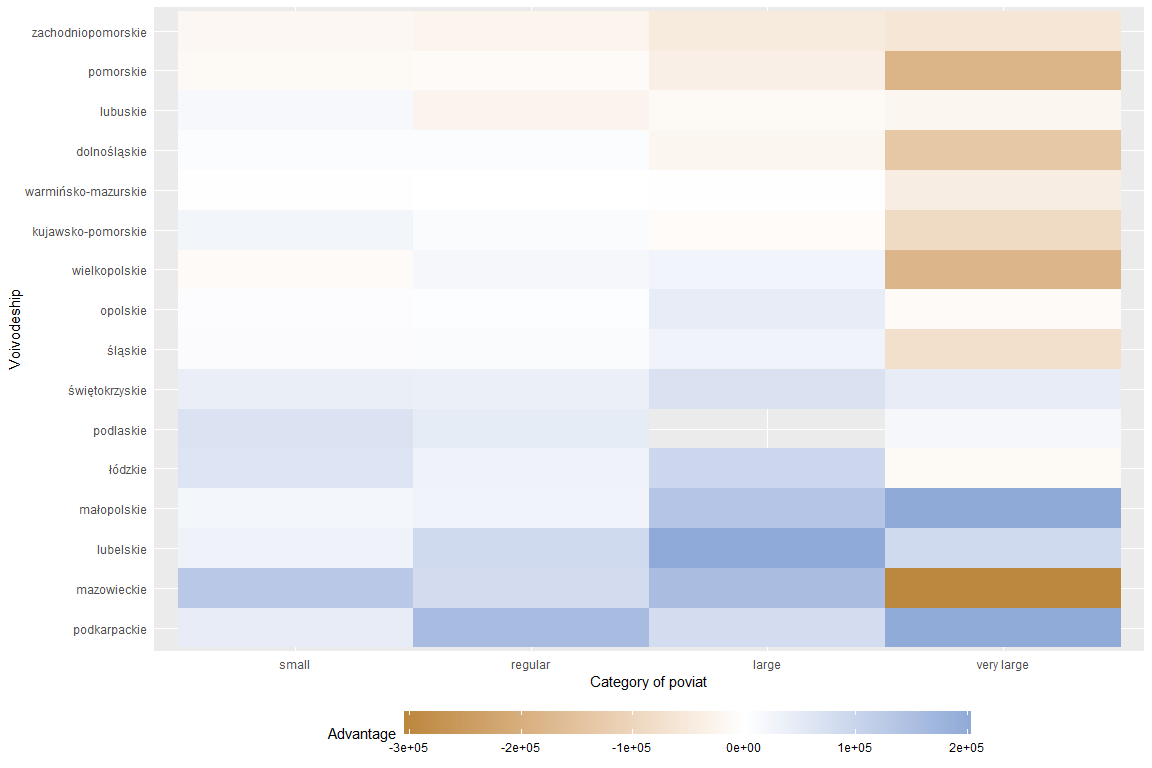 zachodniopomorskie
pomorskie
lubuskie
dolnośląskie
warmińsko-mazurskie
kujawsko-pomorskie
wielkopolskie
opolskie
śląskie
świętokrzyskie
podlaskie
łódzkie
małopolskie
lubelskie
mazowieckie
podkarpackie
Voivodeship
small regular large very large
Category of poviat
Advantage
-3e+05 -2e+05 -1e+05 0e+00 1e+05 2e+05